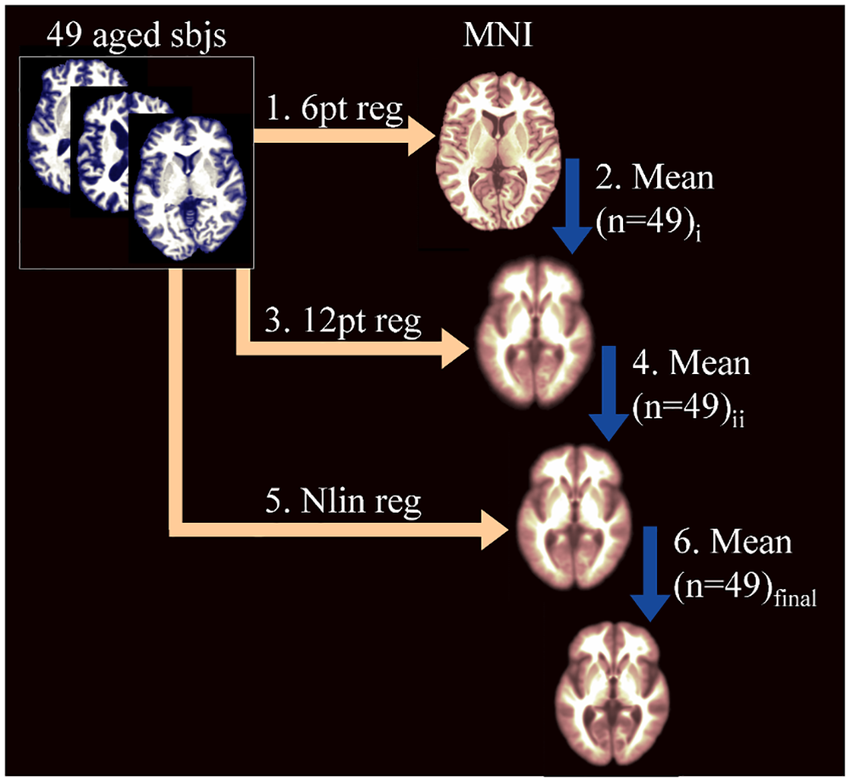 49 aged sbjs
MNI
1. 6pt reg
2. Mean
(n=49)i
3. 12pt reg
4. Mean
(n=49)ii
5. Nlin reg
6. Mean
(n=49)final